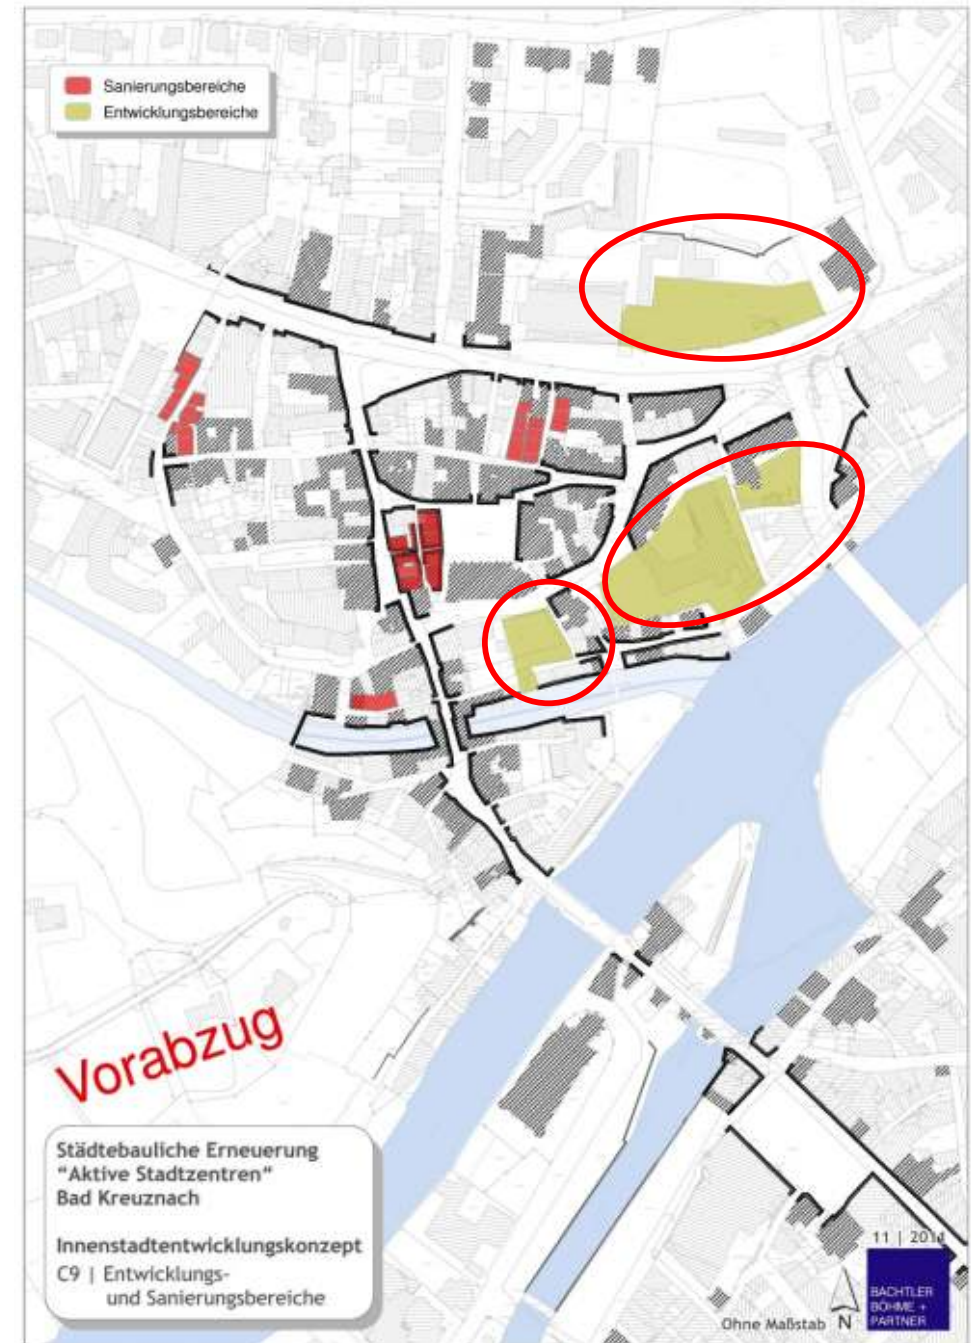 Sanierungsbereiche
Entwicklungsbereiche
Vorabzug
Städtebauliche Erneuerung
"Aktive Stadtzentren"
Bad Kreuznach
Innenstadtentwicklungskonzept
C9 | Entwicklungs-
und Sanierungsbereiche
11 | 2014
BACHTLER
BÖHME +
PARTNER
Ohne Maßstab
N